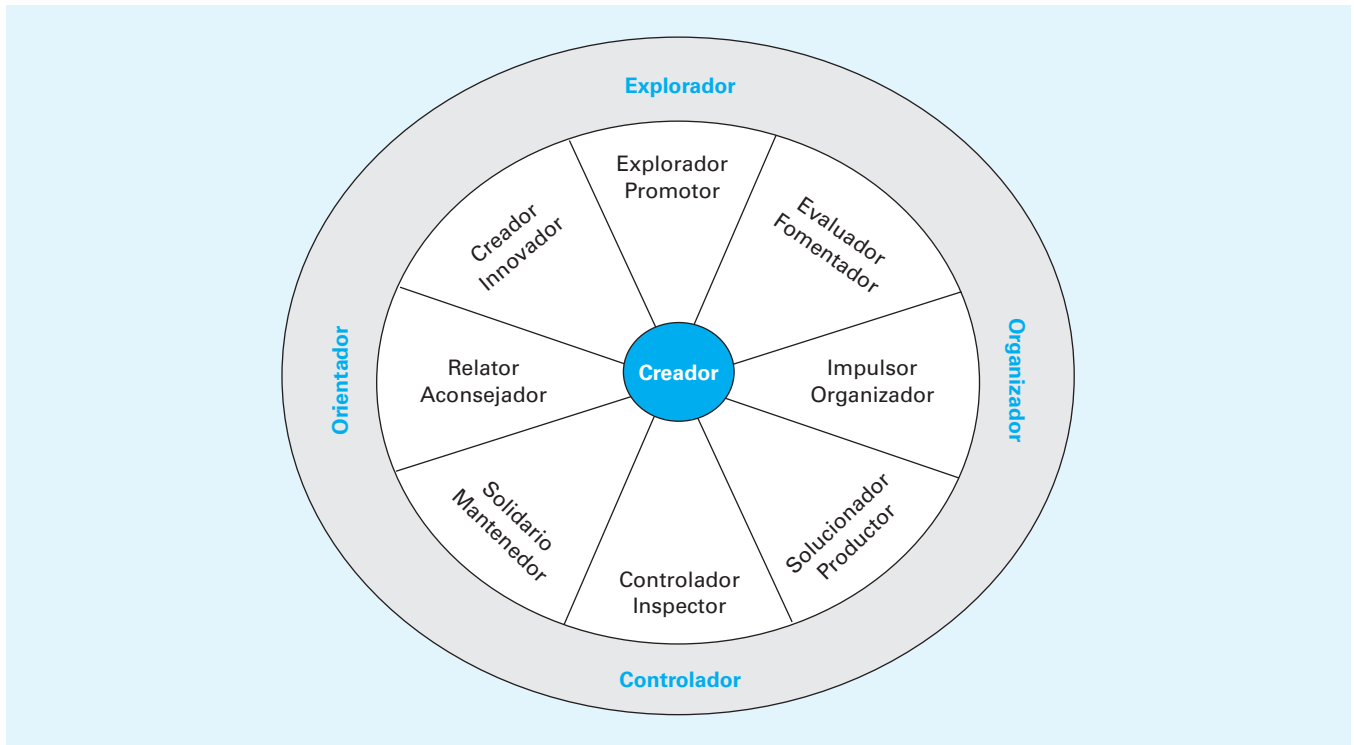 Explorador
Explorador
Promotor
Creador
Innovador
Evaluador
Fomentador
Orientador
Relator
Aconsejador
Creador
Impulsor
Organizador
Organizador
Solidario
Mantenedor
Solucionador
Productor
Controlador
Inspector
Controlador